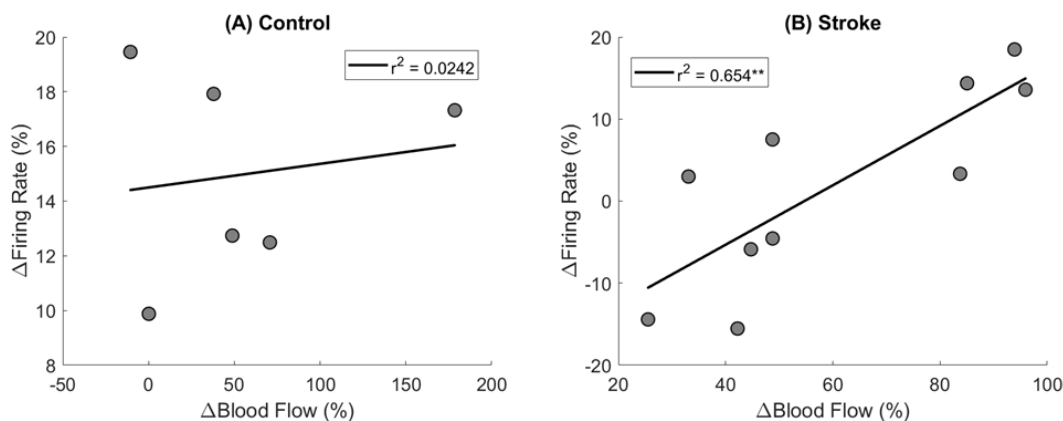 (A) Control
20
18
16
14
12
10
8
ΔFiring Rate (%)
r² = 0.0242
-50 0 50 100 150 200
ΔBlood Flow (%)
(B) Stroke
20
10
0
-10
-20
ΔFiring Rate (%)
r² = 0.654**
20 40 60 80 100
ΔBlood Flow (%)